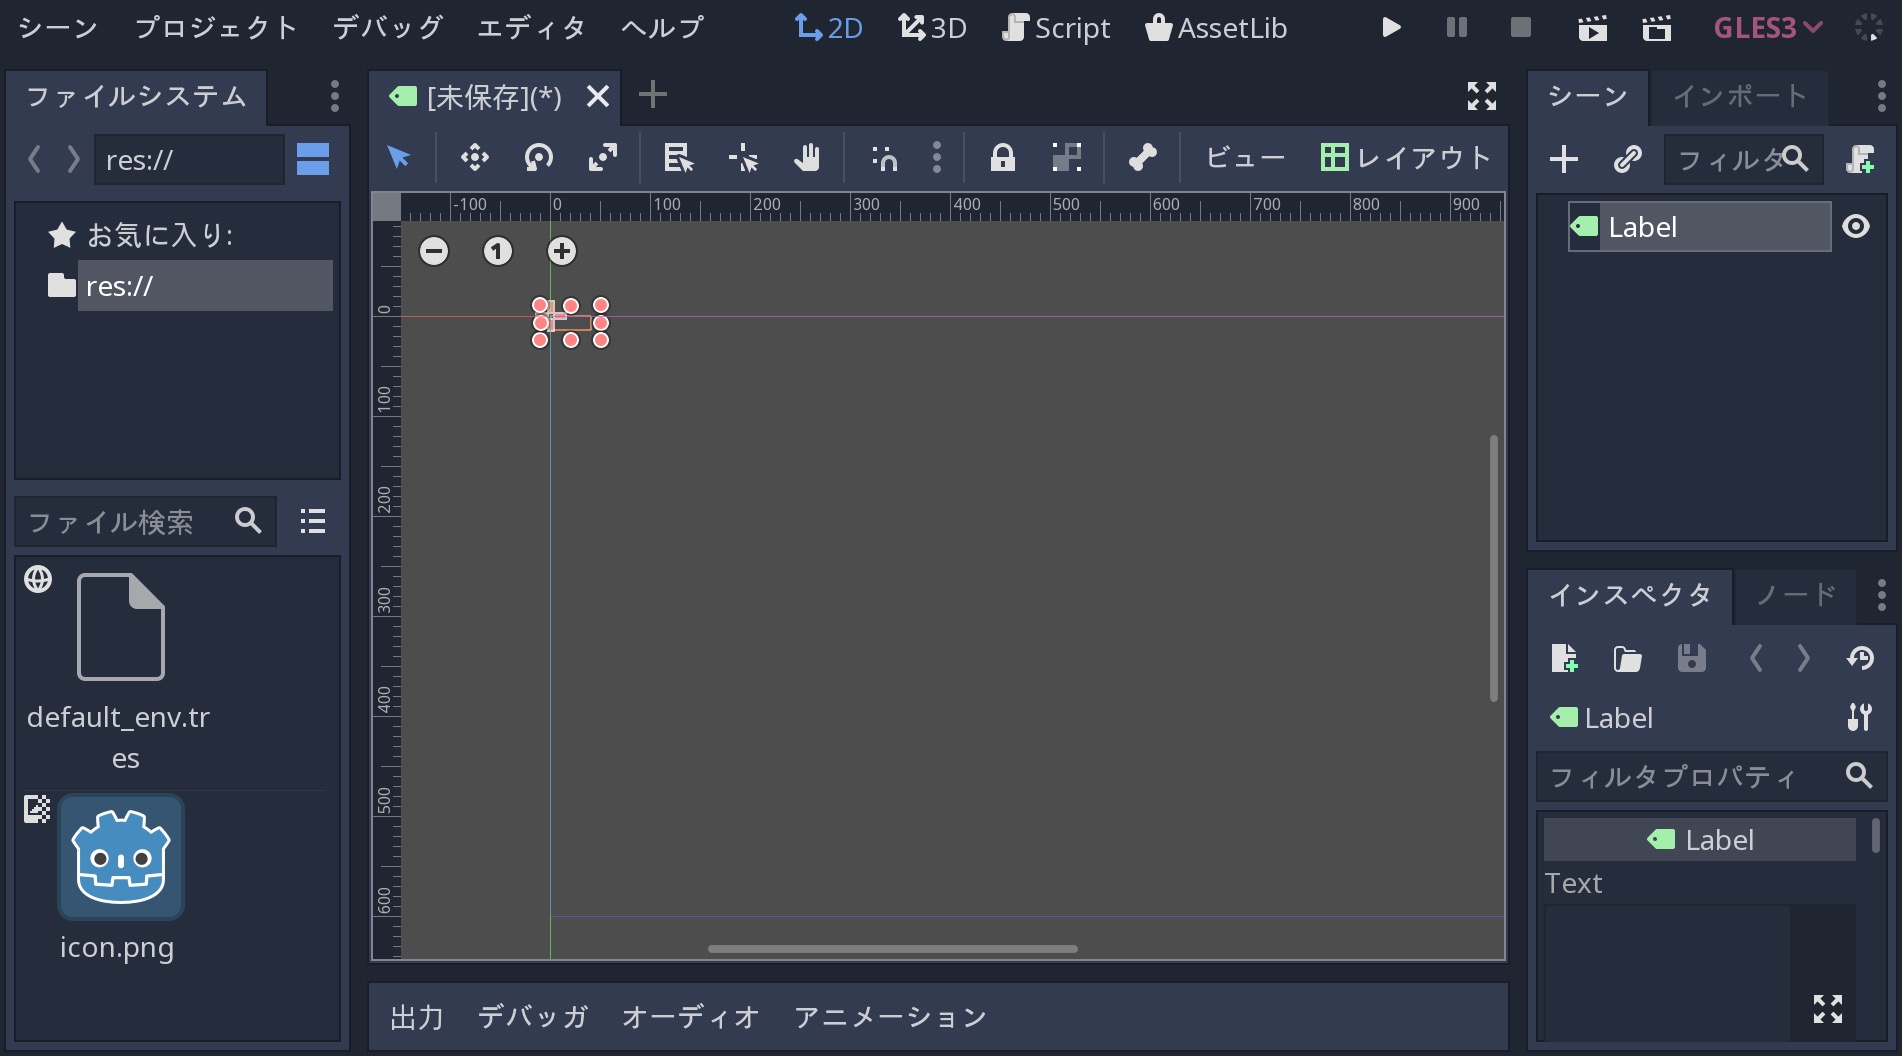 シーン プロジェクト デバッグ エディタ ヘルプ 2D 3D Script AssetLib GLES3
ファイルシステム
res://
お気に入り:
res://
ファイル検索
default_env.tr
es
icon.png
[未保存](*)
ビュー レイアウト
-100 0 100 200 300 400 500 600 700 800 900
1
0
100
200
300
400
500
600
出力 デバッガ オーディオ アニメーション
シーン インポート
フィルタ
Label
インスペクタ ノード
Label
フィルタプロパティ
Label
Text